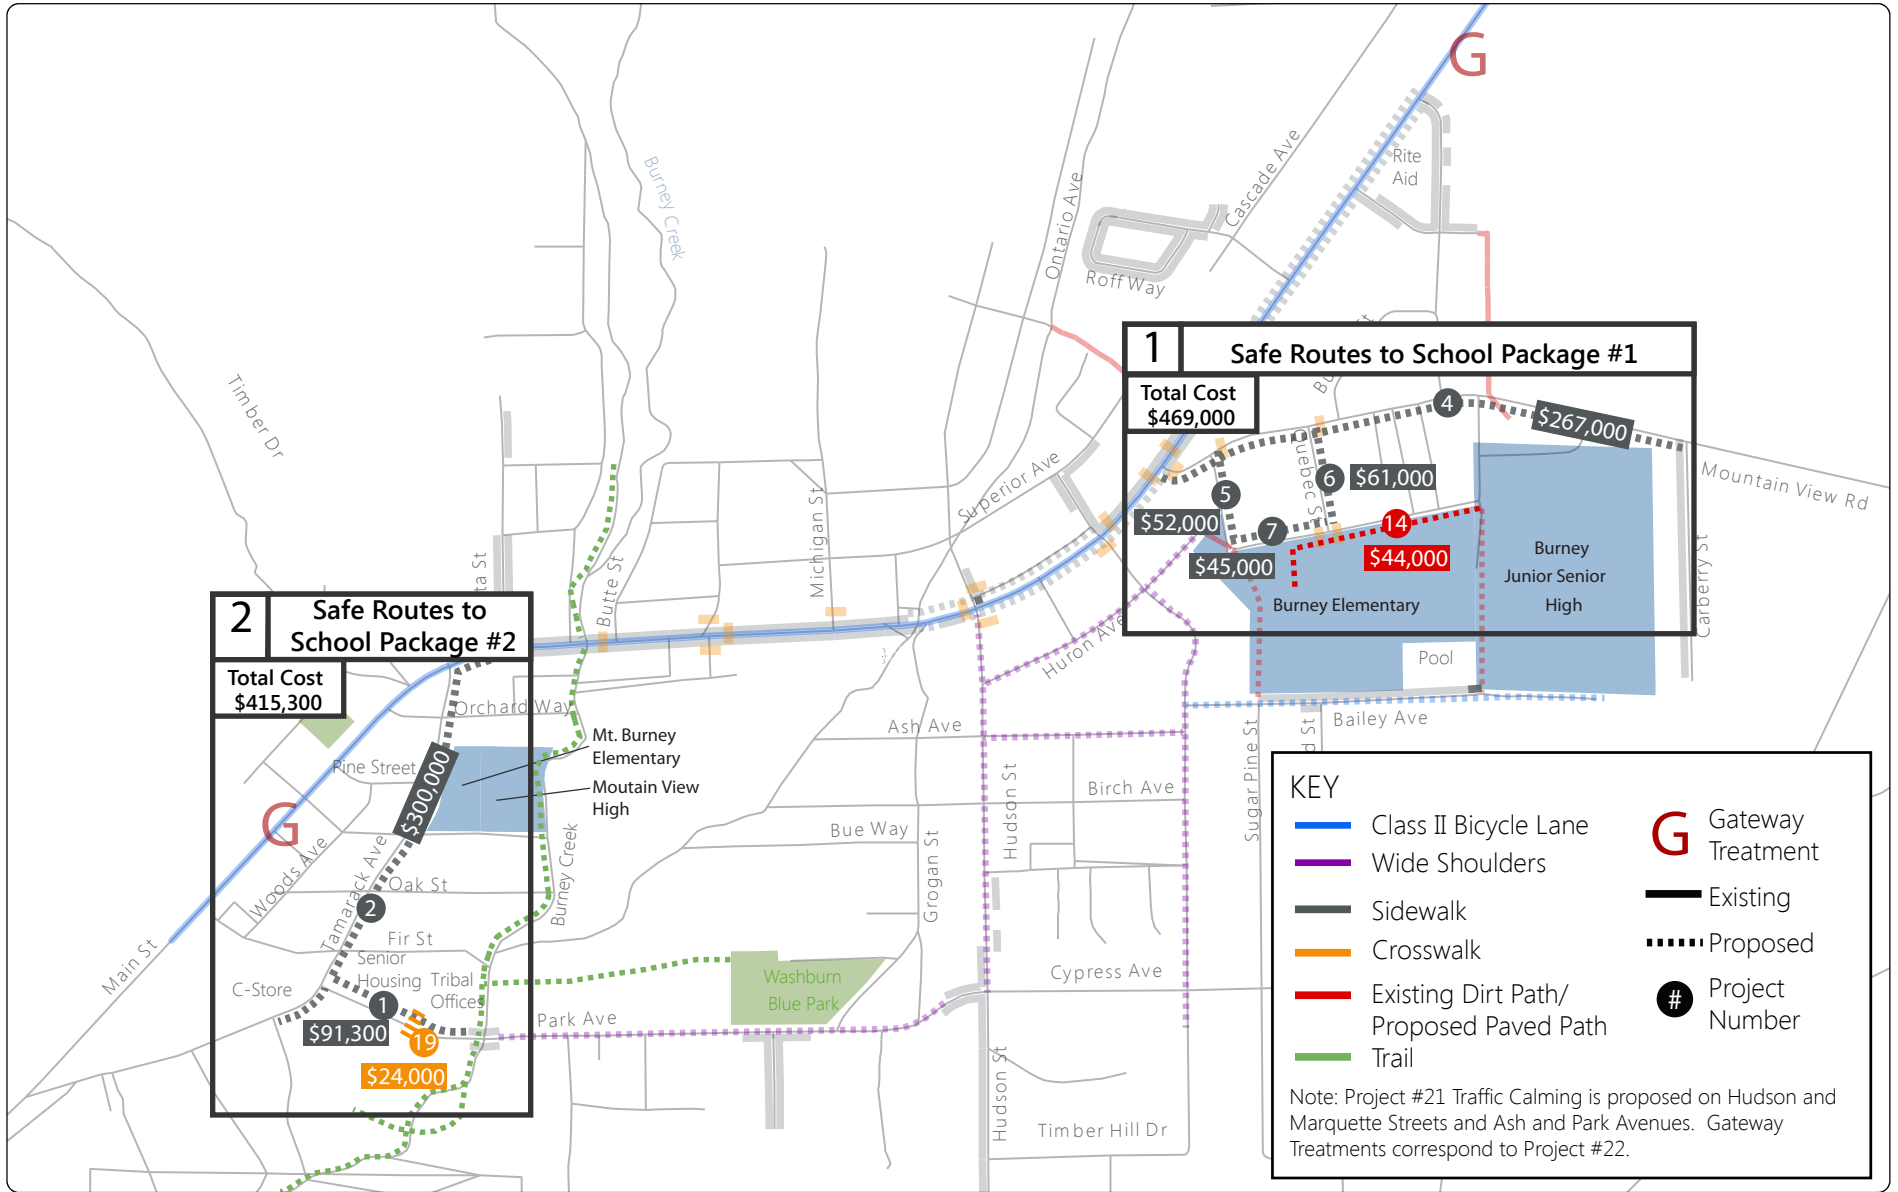 G
Rite
Aid
Burney Creek
Cascade Ave
Ontario Ave
Roff Way
Timber Dr
1
Safe Routes to School Package #1
Total Cost
$469,000
4
$267,000
Mountain View Rd
Quebec St
6
$61,000
5
$52,000
7
$45,000
14
$44,000
Burney
Junior Senior
High
Burney Elementary
Pool
Carberry St
Superior Ave
Michigan St
Butte St
Huron Ave
2
Safe Routes to
School Package #2
Total Cost
$415,300
Orchard Way
Mt. Burney
Elementary
Moutain View
High
Pine Street
$300,000
G
Woods Ave
Tamarack Ave
Oak St
2
Fir St
Senior
Housing
Tribal
Offices
C-Store
Main St
1
$91,300
19
$24,000
Burney Creek
Park Ave
Washburn
Blue Park
Ash Ave
Birch Ave
Bue Way
Grogan St
Hudson St
Cypress Ave
Hudson St
Timber Hill Dr
Sugar Pine St
d St
Bailey Ave
KEY
Class II Bicycle Lane
Wide Shoulders
Sidewalk
Crosswalk
Existing Dirt Path/
Proposed Paved Path
Trail
G
Gateway
Treatment
Existing
Proposed
#
Project
Number
Note: Project #21 Traffic Calming is proposed on Hudson and
Marquette Streets and Ash and Park Avenues. Gateway
Treatments correspond to Project #22.